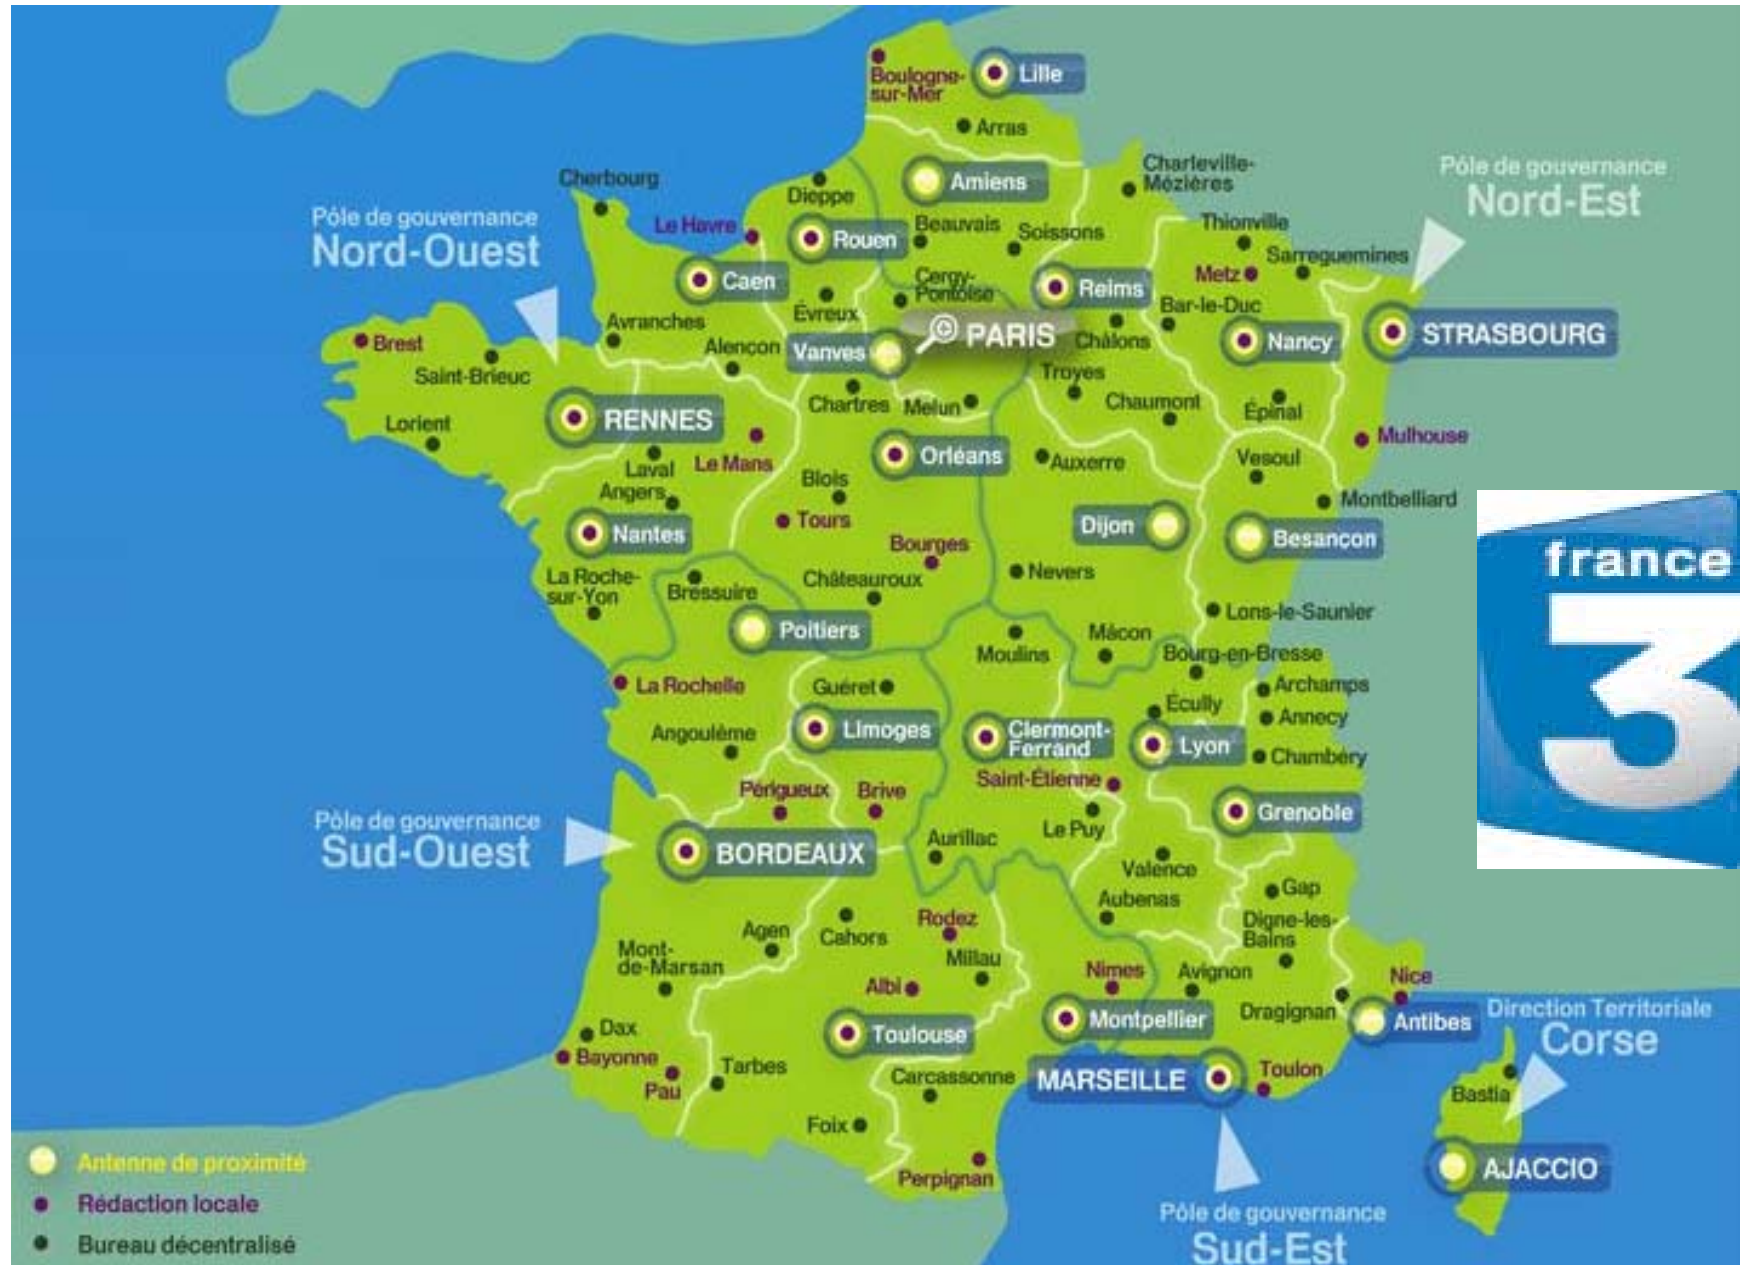 Boulogne-
sur-Mer
Lille
Arras
Amiens
Charleville-
Mézières
Pôle de gouvernance
Nord-Est
Cherbourg
Dieppe
Pôle de gouvernance
Nord-Ouest
Le Havre
Rouen
Beauvais
Soissons
Thionville
Sarreguemines
Caen
Cergy-
Pontoise
Reims
Metz
Évreux
Bar-le-Duc
Avranches
Alençon
Vanves
PARIS
Châlons
Nancy
STRASBOURG
Brest
Saint-Brieuc
Troyes
Chartres
Melun
Chaumont
Épinal
Lorient
RENNES
Mulhouse
Laval
Le Mans
Orléans
Auxerre
Vesoul
Angers
Blois
Montbelliard
Nantes
Tours
Bourges
Dijon
Besançon
france
3
La Roche-
sur-Yon
Bressuire
Châteauroux
Nevers
Lons-le-Saunier
Poitiers
Moulins
Mâcon
Bourg-en-Bresse
La Rochelle
Guéret
Archamps
Écully
Annecy
Angoulême
Limoges
Clermont-
Ferrand
Lyon
Chambéry
Saint-Étienne
Périgueux
Brive
Grenoble
Pôle de gouvernance
Sud-Ouest
BORDEAUX
Aurillac
Le Puy
Valence
Gap
Aubenas
Rodez
Digne-les-
Bains
Agen
Cahors
Mont-
de-Marsan
Millau
Albi
Nimes
Avignon
Nice
Dax
Bayonne
Toulouse
Montpellier
Dragignan
Antibes
Direction Territoriale
Corse
Pau
Tarbes
Carcassonne
MARSEILLE
Toulon
Bastia
Foix
Perpignan
AJACCIO
Antenne de proximité
Rédaction locale
Bureau décentralisé
Pôle de gouvernance
Sud-Est